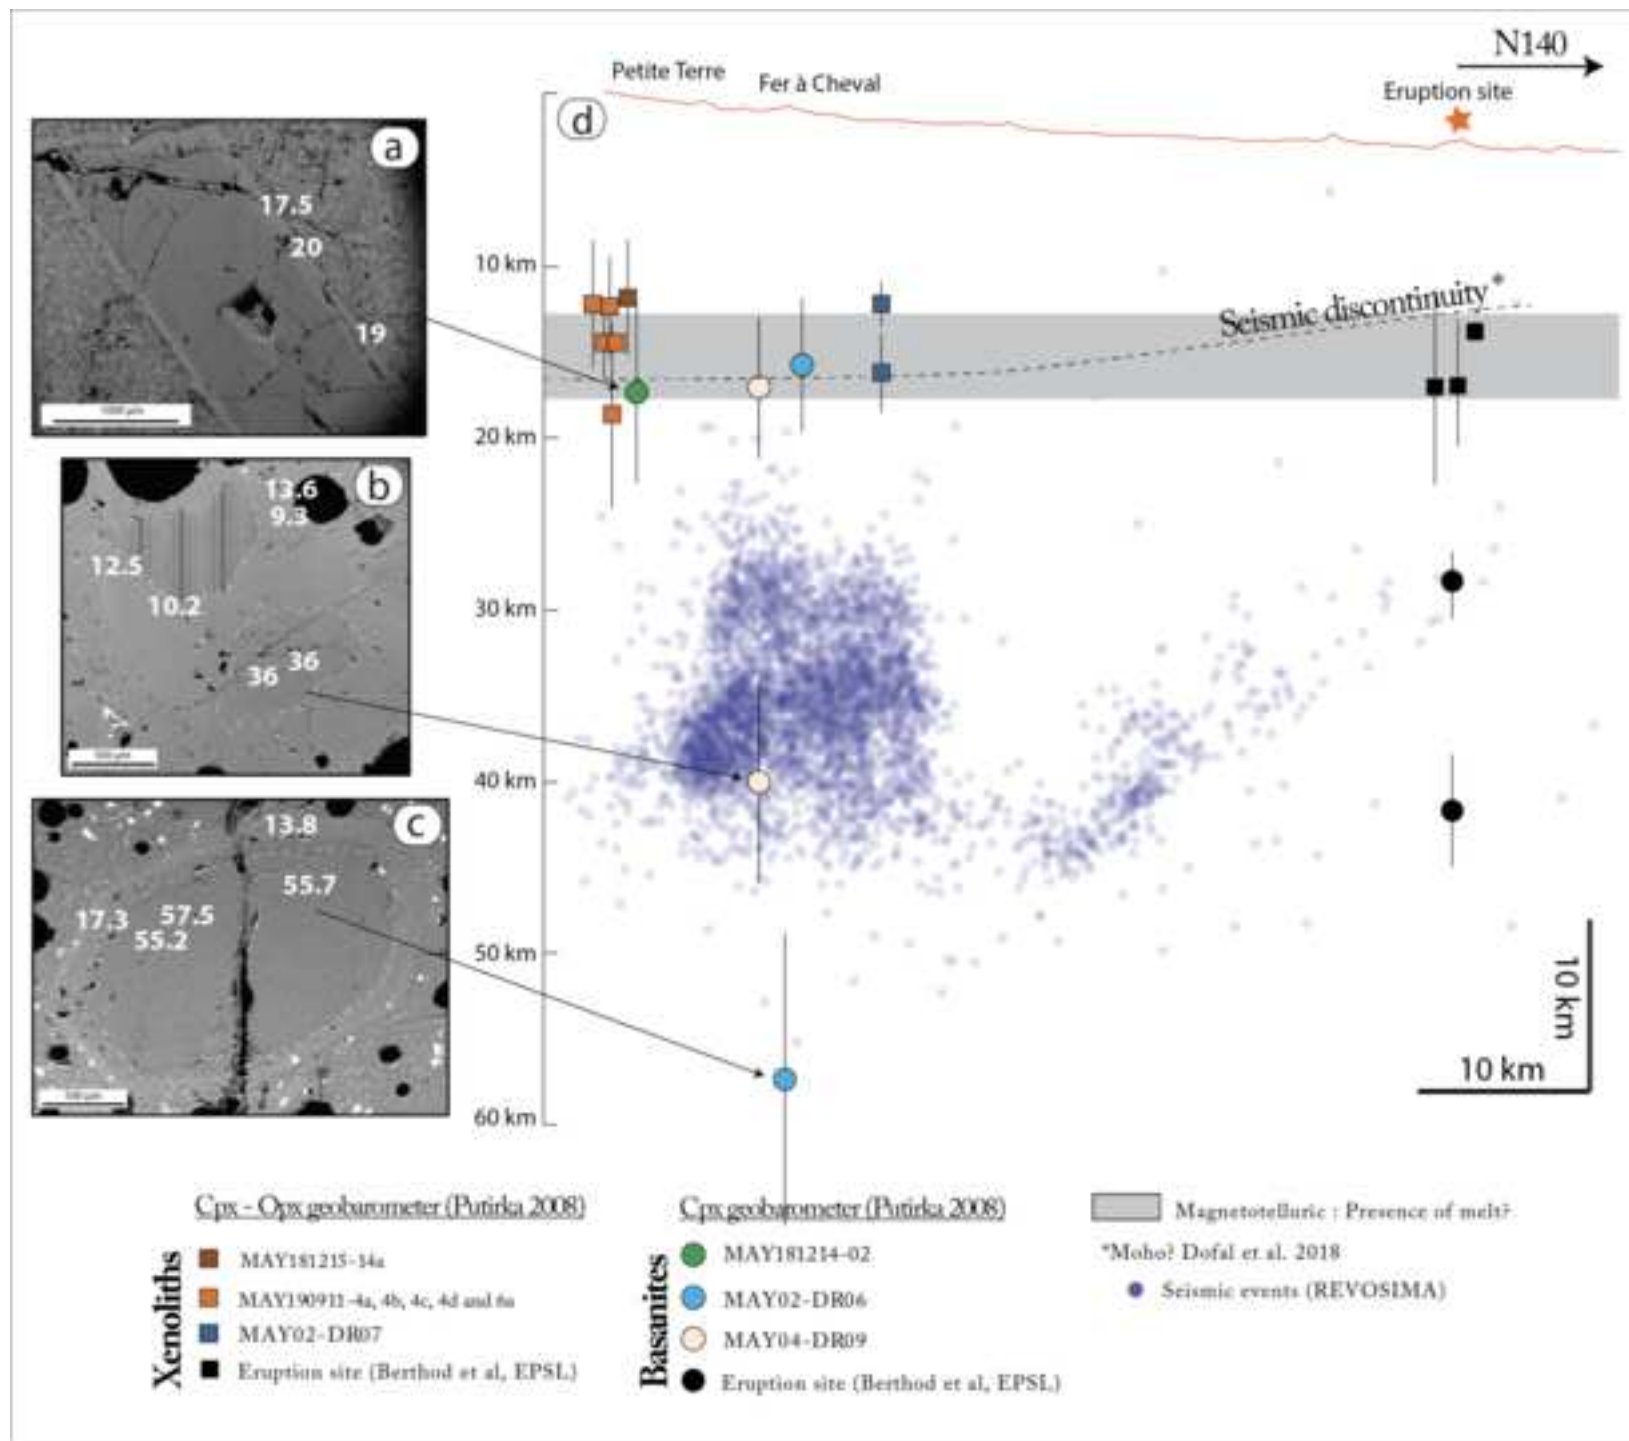 N140
Petite Terre
Fer à Cheval
Eruption site
d
a
17.5
20
19
10 km
Seismic discontinuity *
20 km
b
13.6
9.3
12.5
10.2
36
36
30 km
40 km
c
13.8
55.7
17.3
57.5
55.2
50 km
10 km
10 km
60 km
Cpx - Opx geobarometer (Putirka 2008)
Xenoliths
MAY181215-14a
MAY190911-4a, 4b, 4c, 4d and 6a
MAY02-DR07
Eruption site (Berthod et al, EPSL)
Cpx geobarometer (Putirka 2008)
Basanites
MAY181214-02
MAY02-DR06
MAY04-DR09
Eruption site (Berthod et al, EPSL)
Magnetotelluric : Presence of melt?
*Moho? Dofal et al. 2018
Seismic events (REVOSIMA)